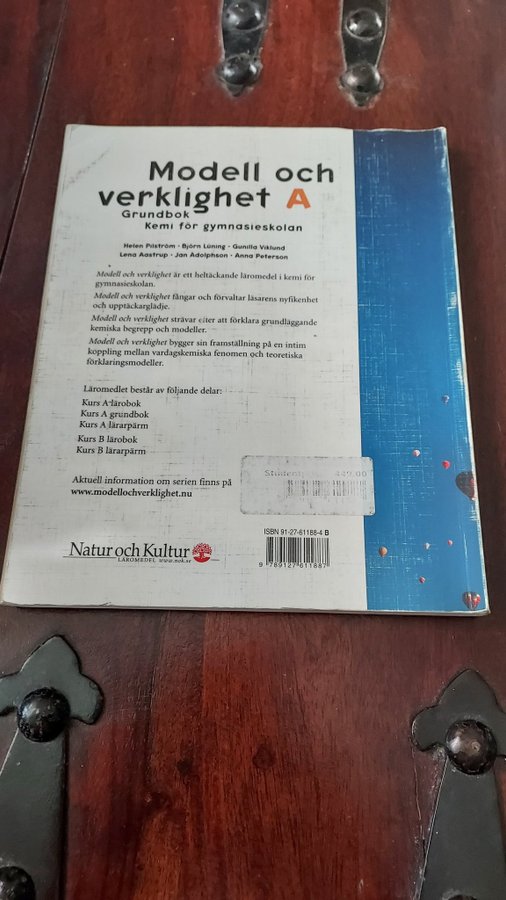 Modell och
verklighet A
Grundbok
Kemi för gymnasieskolan
Helen Pilström • Björn Lüning • Gunilla Viklund
Lena Aastrup • Jan Adolphson • Anna Peterson
Modell och verklighet är ett heltäckande läromedel i kemi för
gymnasieskolan.
Modell och verklighet fångar och förvaltar läsarens nyfikenhet
och upptäckarglädje.
Modell och verklighet strävar efter att förklara grundläggande
kemiska begrepp och modeller.
Modell och verklighet bygger sin framställning på en intim
koppling mellan vardagskemiska fenomen och teoretiska
förklaringsmodeller.
Läromedlet består av följande delar:
Kurs A lärobok
Kurs A grundbok
Kurs A lärarpärm
Kurs B lärobok
Kurs B lärarpärm
Aktuell information om serien finns på
www.modellochverklighet.nu
449.00
ISBN 91-27-61188-4 B
Natur och Kultur
LÄROMEDEL www.nok.se
9 789127 611887